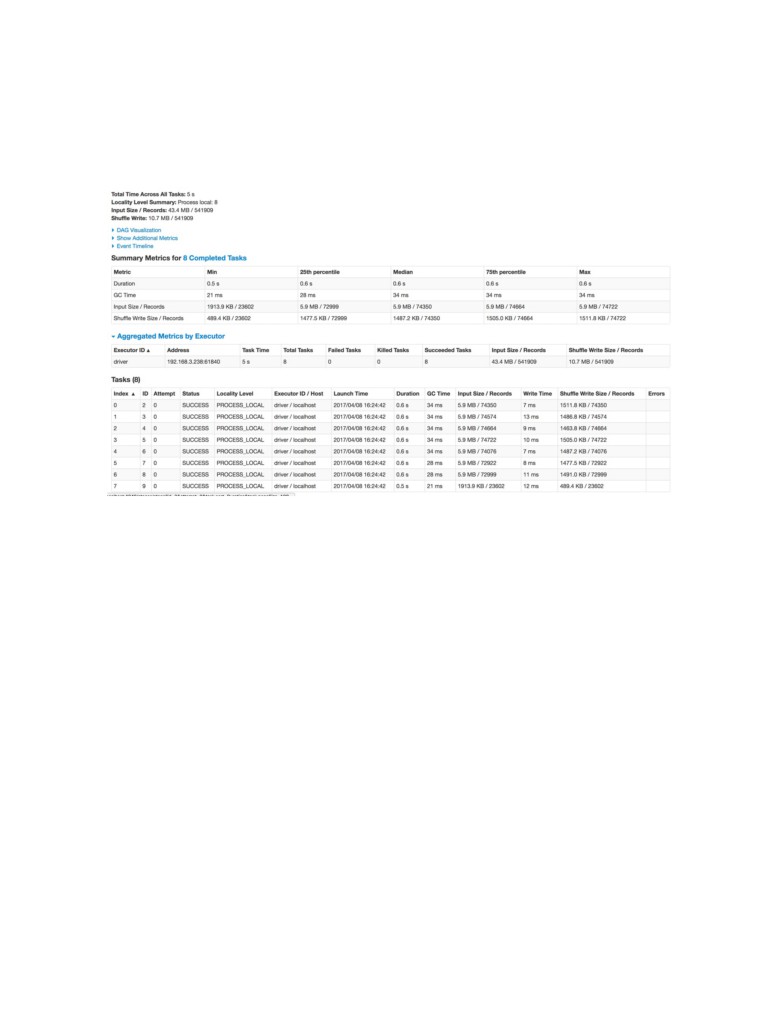 Total Time Across All Tasks: 5 s
Locality Level Summary: Process local: 8
Input Size / Records: 43.4 MB / 541909
Shuffle Write: 10.7 MB / 541909
DAG Visualization
Show Additional Metrics
Event Timeline
Summary Metrics for 8 Completed Tasks
Metric Min 25th percentile Median 75th percentile Max
Duration 0.5 s 0.6 s 0.6 s 0.6 s 0.6 s
GC Time 21 ms 28 ms 34 ms 34 ms 34 ms
Input Size / Records 1913.9 KB / 23602 5.9 MB / 72999 5.9 MB / 74350 5.9 MB / 74664 5.9 MB / 74722
Shuffle Write Size / Records 489.4 KB / 23602 1477.5 KB / 72999 1487.2 KB / 74350 1505.0 KB / 74664 1511.8 KB / 74722
Aggregated Metrics by Executor
Executor ID ▲ Address Task Time Total Tasks Failed Tasks Killed Tasks Succeeded Tasks Input Size / Records Shuffle Write Size / Records
driver 192.168.3.238:61840 5 s 8 0 0 8 43.4 MB / 541909 10.7 MB / 541909
Tasks (8)
Index ▲ ID Attempt Status Locality Level Executor ID / Host Launch Time Duration GC Time Input Size / Records Write Time Shuffle Write Size / Records Errors
0 2 0 SUCCESS PROCESS_LOCAL driver / localhost 2017/04/08 16:24:42 0.6 s 34 ms 5.9 MB / 74350 7 ms 1511.8 KB / 74350
1 3 0 SUCCESS PROCESS_LOCAL driver / localhost 2017/04/08 16:24:42 0.6 s 34 ms 5.9 MB / 74574 13 ms 1486.8 KB / 74574
2 4 0 SUCCESS PROCESS_LOCAL driver / localhost 2017/04/08 16:24:42 0.6 s 34 ms 5.9 MB / 74664 9 ms 1463.8 KB / 74664
3 5 0 SUCCESS PROCESS_LOCAL driver / localhost 2017/04/08 16:24:42 0.6 s 34 ms 5.9 MB / 74722 10 ms 1505.0 KB / 74722
4 6 0 SUCCESS PROCESS_LOCAL driver / localhost 2017/04/08 16:24:42 0.6 s 34 ms 5.9 MB / 74076 7 ms 1487.2 KB / 74076
5 7 0 SUCCESS PROCESS_LOCAL driver / localhost 2017/04/08 16:24:42 0.6 s 28 ms 5.9 MB / 72922 8 ms 1477.5 KB / 72922
6 8 0 SUCCESS PROCESS_LOCAL driver / localhost 2017/04/08 16:24:42 0.6 s 28 ms 5.9 MB / 72999 11 ms 1491.0 KB / 72999
7 9 0 SUCCESS PROCESS_LOCAL driver / localhost 2017/04/08 16:24:42 0.5 s 21 ms 1913.9 KB / 23602 12 ms 489.4 KB / 23602